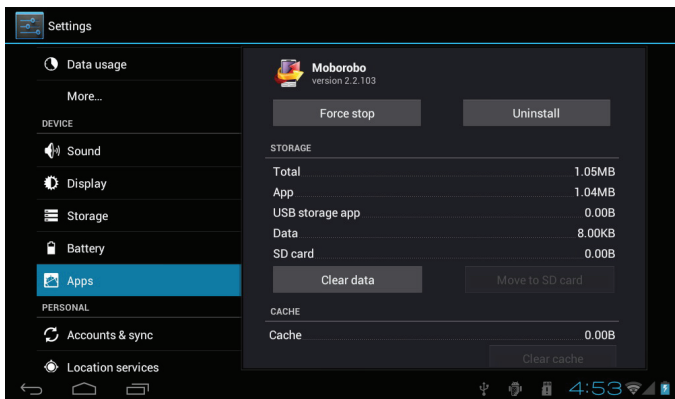 Settings
Data usage
More...
DEVICE
Sound
Display
Storage
Battery
Apps
PERSONAL
Accounts & sync
Location services
Moborobo
version 2.2.103
Force stop Uninstall
STORAGE
Total 1.05MB
App 1.04MB
USB storage app 0.00B
Data 8.00KB
SD card 0.00B
Clear data Move to SD card
CACHE
Cache 0.00B
Clear cache
4:53